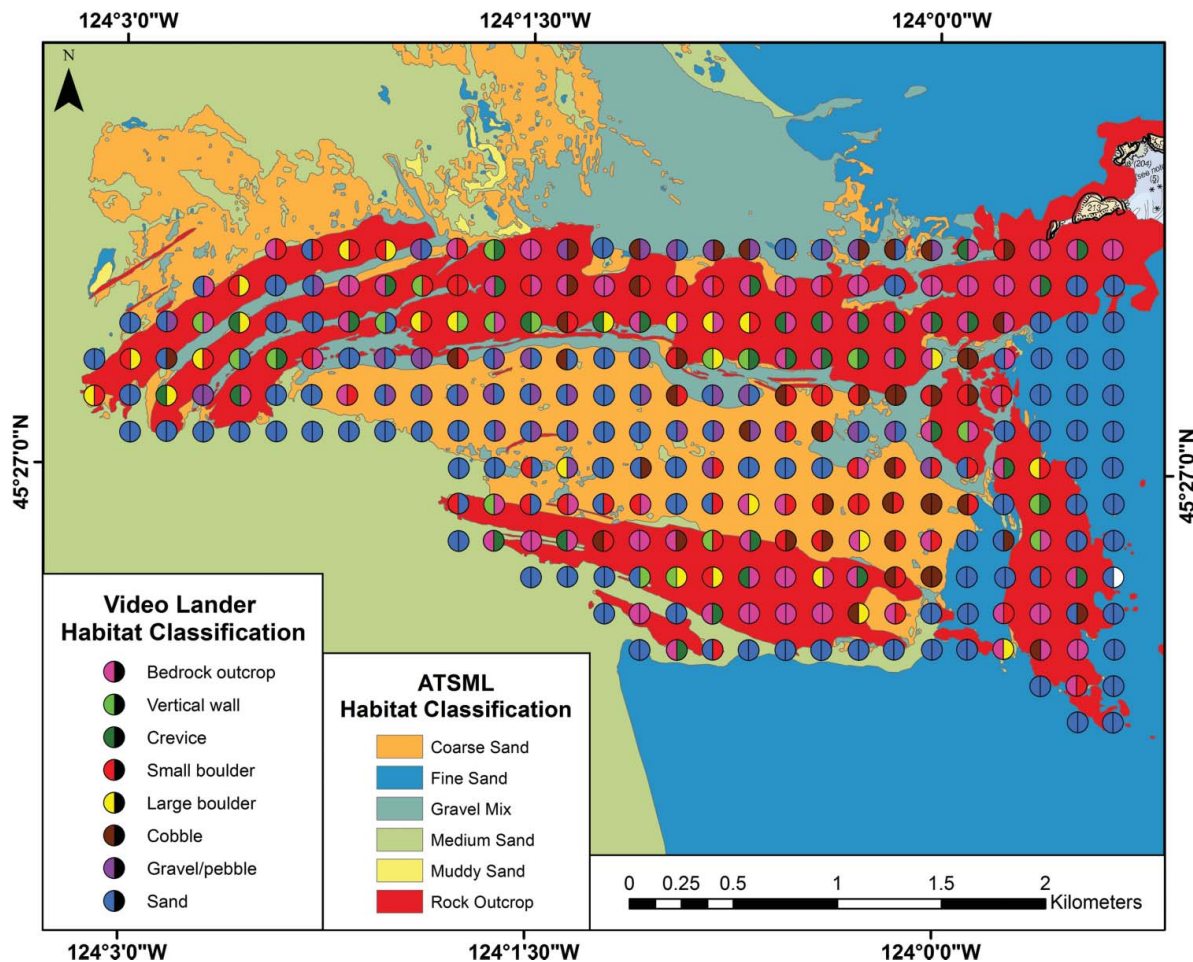 124°3'0"W 124°1'30"W 124°0'0"W
N
(204)
(see note
45°27'0"N
45°27'0"N
Video Lander
Habitat Classification
Bedrock outcrop
Vertical wall
Crevice
Small boulder
Large boulder
Cobble
Gravel/pebble
Sand
ATSML
Habitat Classification
Coarse Sand
Fine Sand
Gravel Mix
Medium Sand
Muddy Sand
Rock Outcrop
0 0.25 0.5 1 1.5 2
Kilometers
124°3'0"W 124°1'30"W 124°0'0"W